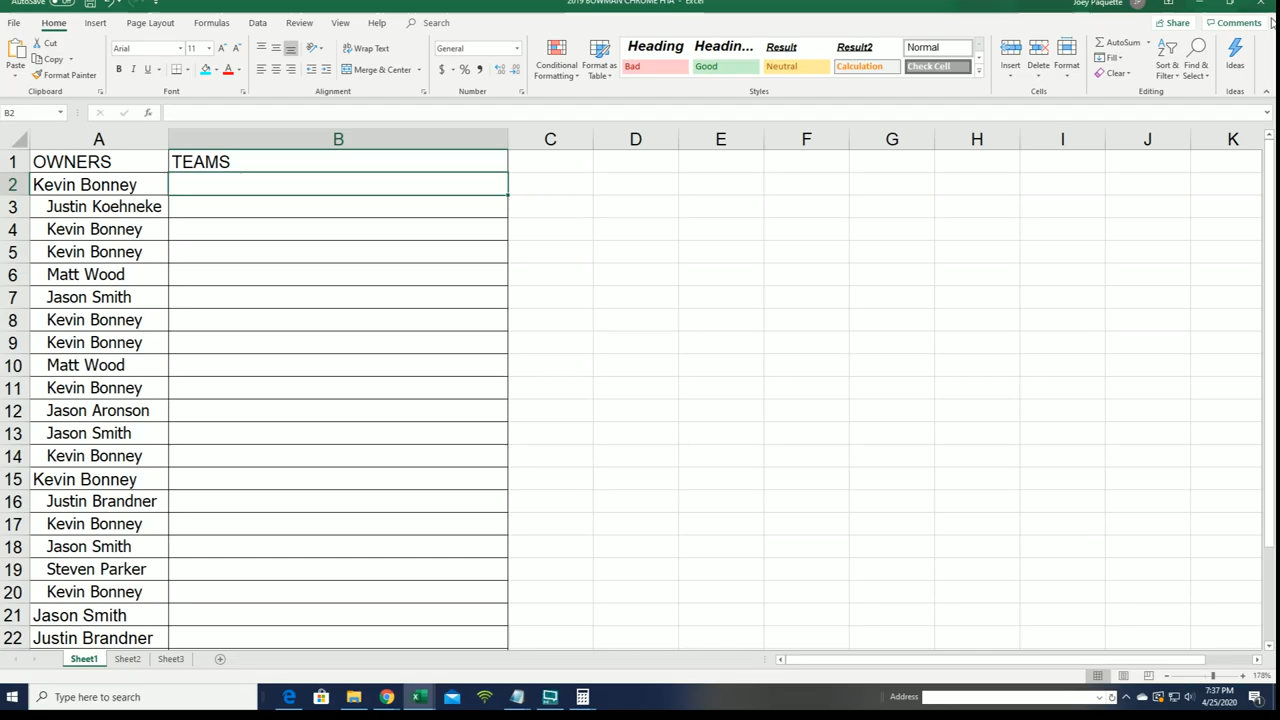 AutoSave
2019 BOWMAN CHROME HTA - Excel
Joey Paquette JP
File Home Insert Page Layout Formulas Data Review View Help Search
Share Comments
Cut
Copy
Format Painter
Paste
Clipboard
Arial 11 A A
B I U A
Font
Wrap Text
Merge & Center
Alignment
General
$ % 9
Number
Conditional Formatting
Format as Table
Heading Headin... Result Result2 Normal
Bad Good Neutral Calculation Check Cell
Styles
Insert Delete Format
Cells
AutoSum
Fill
Clear
Sort & Filter
Find & Select
Editing
Ideas
Ideas
B2 fx
A B C D E F G H I J K
1 OWNERS TEAMS
2 Kevin Bonney
3 Justin Koehneke
4 Kevin Bonney
5 Kevin Bonney
6 Matt Wood
7 Jason Smith
8 Kevin Bonney
9 Kevin Bonney
10 Matt Wood
11 Kevin Bonney
12 Jason Aronson
13 Jason Smith
14 Kevin Bonney
15 Kevin Bonney
16 Justin Brandner
17 Kevin Bonney
18 Jason Smith
19 Steven Parker
20 Kevin Bonney
21 Jason Smith
22 Justin Brandner
Sheet1 Sheet2 Sheet3
178%
Type here to search
Address
7:37 PM
4/25/2020